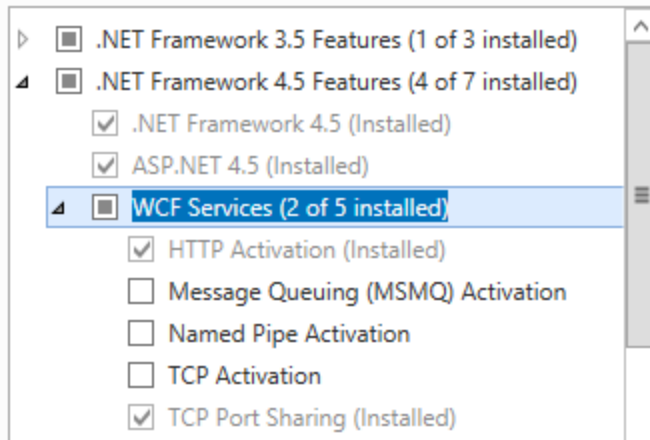 .NET Framework 3.5 Features (1 of 3 installed)
.NET Framework 4.5 Features (4 of 7 installed)
.NET Framework 4.5 (Installed)
ASP.NET 4.5 (Installed)
WCF Services (2 of 5 installed)
HTTP Activation (Installed)
Message Queuing (MSMQ) Activation
Named Pipe Activation
TCP Activation
TCP Port Sharing (Installed)